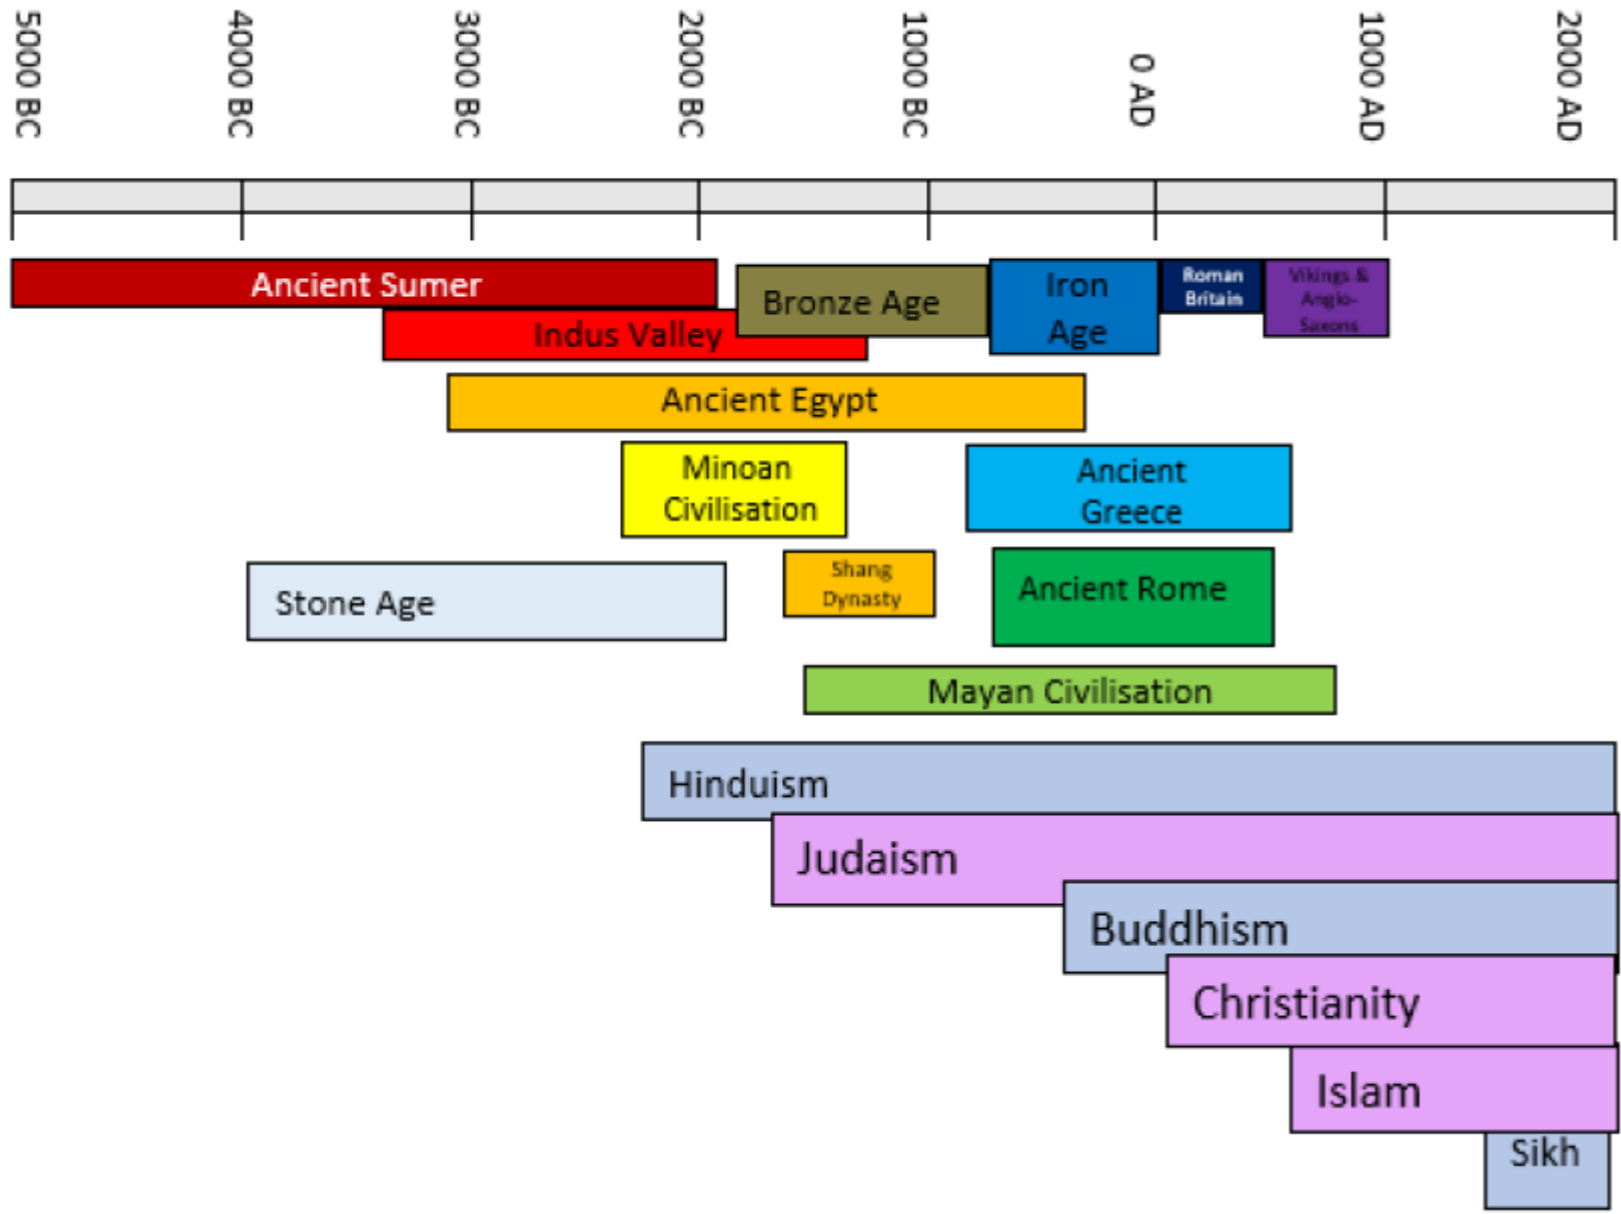 5000 BC
4000 BC
3000 BC
2000 BC
1000 BC
0 AD
1000 AD
2000 AD
Ancient Sumer
Indus Valley
Bronze Age
Iron
Age
Roman
Britain
Vikings &
Anglo-
Saxons
Ancient Egypt
Minoan
Civilisation
Ancient
Greece
Stone Age
Shang
Dynasty
Ancient Rome
Mayan Civilisation
Hinduism
Judaism
Buddhism
Christianity
Islam
Sikh